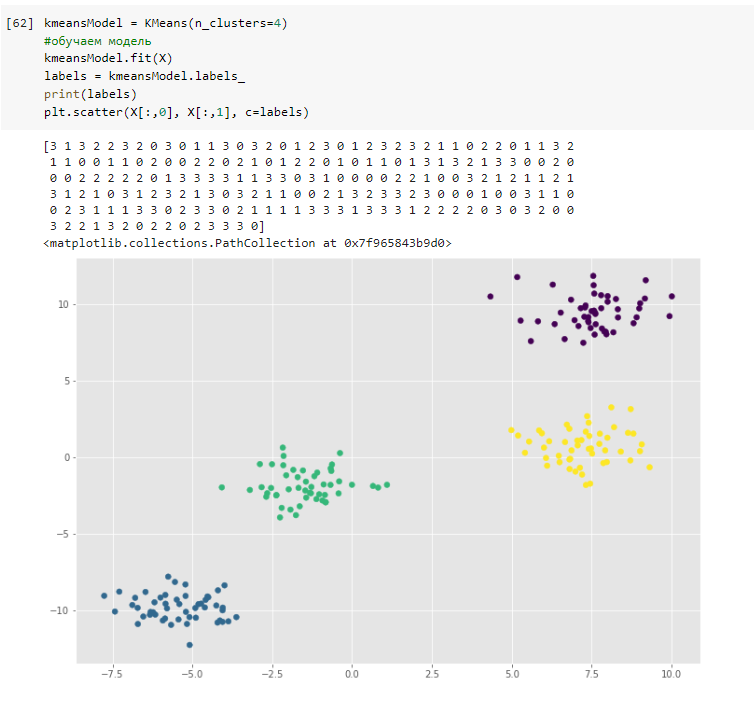 [62] kmeansModel = KMeans(n_clusters=4)
#обучаем модель
kmeansModel.fit(X)
labels = kmeansModel.labels_
print(labels)
plt.scatter(X[:,0], X[:,1], c=labels)
[3 1 3 2 2 3 2 0 3 0 1 1 3 0 3 2 0 1 2 3 0 1 2 3 2 3 2 1 1 0 2 2 0 1 1 3 2
1 1 0 0 1 1 0 2 0 0 2 2 0 2 1 0 1 2 2 0 1 0 1 1 0 1 3 1 3 2 1 3 3 0 0 2 0
0 0 2 2 2 2 2 0 1 3 3 3 3 1 1 3 3 0 3 1 0 0 0 0 0 2 2 1 0 0 3 2 1 2 1 1 2 1
3 1 2 1 0 3 1 2 3 2 1 3 0 3 2 1 1 0 0 2 1 3 2 3 3 2 3 0 0 0 1 0 0 3 1 1 0
0 2 3 1 1 1 3 3 0 2 3 3 0 2 1 1 1 1 3 3 3 1 3 3 3 1 2 2 2 2 0 3 0 3 2 0 0
3 2 2 1 3 2 0 2 2 0 2 3 3 3 0]
<matplotlib.collections.PathCollection at 0x7f965843b9d0>
10
5
0
−5
−10
−7.5 −5.0 −2.5 0.0 2.5 5.0 7.5 10.0